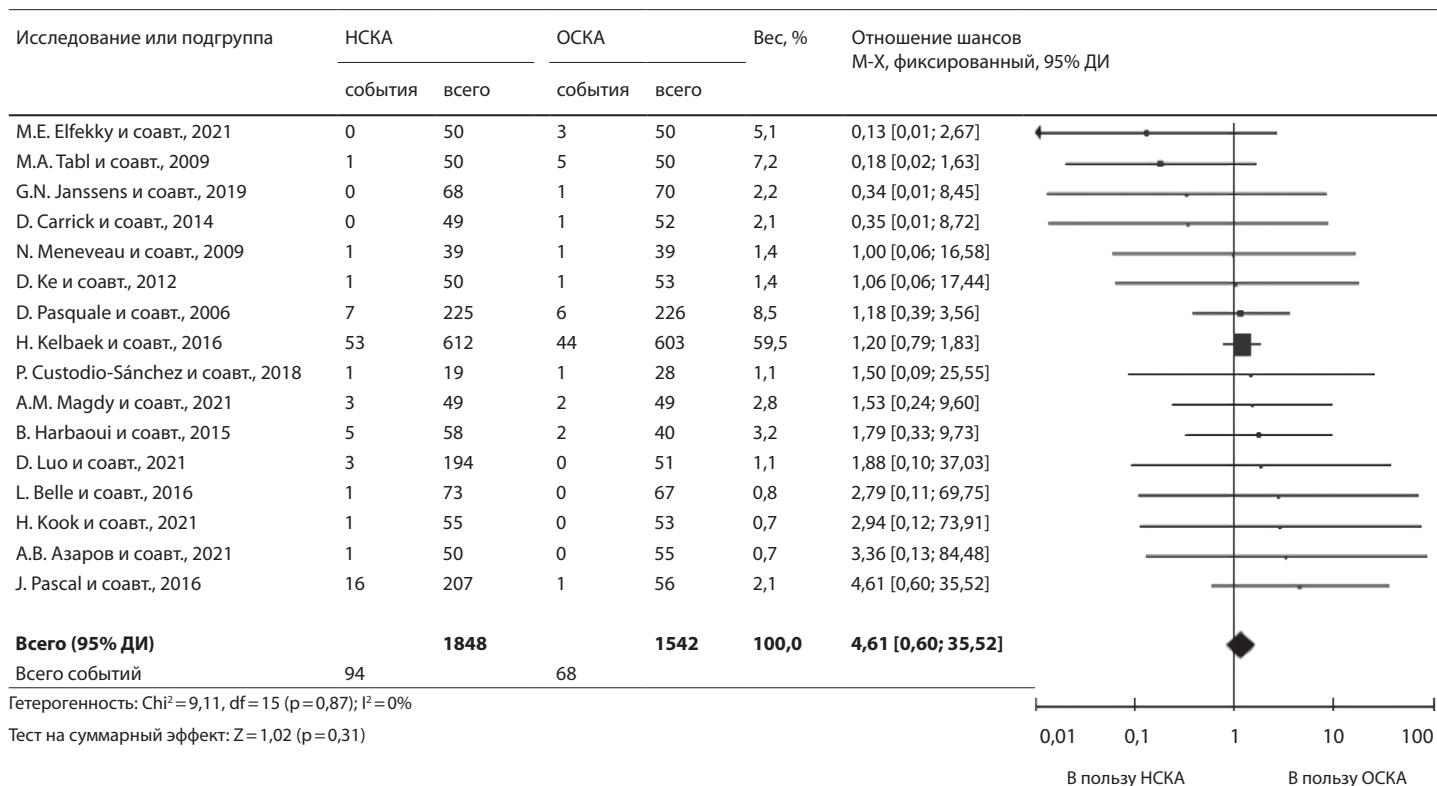 Исследование или подгруппа НСКА ОСКА Вес, % Отношение шансов
М-Х, фиксированный, 95% ДИ
события всего события всего
M.E. Elfekky и соавт., 2021 0 50 3 50 5,1 0,13 [0,01; 2,67]
M.A. Tabl и соавт., 2009 1 50 5 50 7,2 0,18 [0,02; 1,63]
G.N. Janssens и соавт., 2019 0 68 1 70 2,2 0,34 [0,01; 8,45]
D. Carrick и соавт., 2014 0 49 1 52 2,1 0,35 [0,01; 8,72]
N. Meneveau и соавт., 2009 1 39 1 39 1,4 1,00 [0,06; 16,58]
D. Ke и соавт., 2012 1 50 1 53 1,4 1,06 [0,06; 17,44]
D. Pasquale и соавт., 2006 7 225 6 226 8,5 1,18 [0,39; 3,56]
H. Kelbaek и соавт., 2016 53 612 44 603 59,5 1,20 [0,79; 1,83]
P. Custodio-Sánchez и соавт., 2018 1 19 1 28 1,1 1,50 [0,09; 25,55]
A.M. Magdy и соавт., 2021 3 49 2 49 2,8 1,53 [0,24; 9,60]
B. Harbaoui и соавт., 2015 5 58 2 40 3,2 1,79 [0,33; 9,73]
D. Luo и соавт., 2021 3 194 0 51 1,1 1,88 [0,10; 37,03]
L. Belle и соавт., 2016 1 73 0 67 0,8 2,79 [0,11; 69,75]
H. Kook и соавт., 2021 1 55 0 53 0,7 2,94 [0,12; 73,91]
А.В. Азаров и соавт., 2021 1 50 0 55 0,7 3,36 [0,13; 84,48]
J. Pascal и соавт., 2016 16 207 1 56 2,1 4,61 [0,60; 35,52]
Всего (95% ДИ) 1848 1542 100,0 4,61 [0,60; 35,52]
Всего событий 94 68
Гетерогенность: Chi² = 9,11, df = 15 (p = 0,87); I² = 0%
Тест на суммарный эффект: Z = 1,02 (p = 0,31)
0,01 0,1 1 10 100
В пользу НСКА В пользу ОСКА